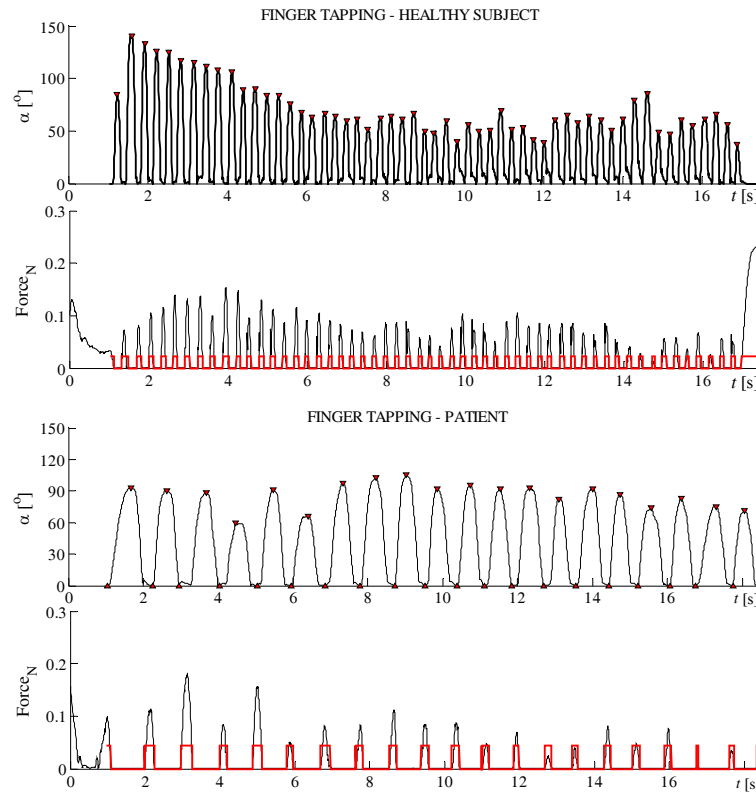 FINGER TAPPING - HEALTHY SUBJECT
150
100
50
0
α [°]
2 4 6 8 10 12 14 16 t [s]
0.3
0.2
0.1
0
Force_N
0 2 4 6 8 10 12 14 16 t [s]
FINGER TAPPING - PATIENT
150
120
90
60
30
0
α [°]
0 2 4 6 8 10 12 14 16 t [s]
0.3
0.2
0.1
0
Force_N
0 2 4 6 8 10 12 14 16 t [s]